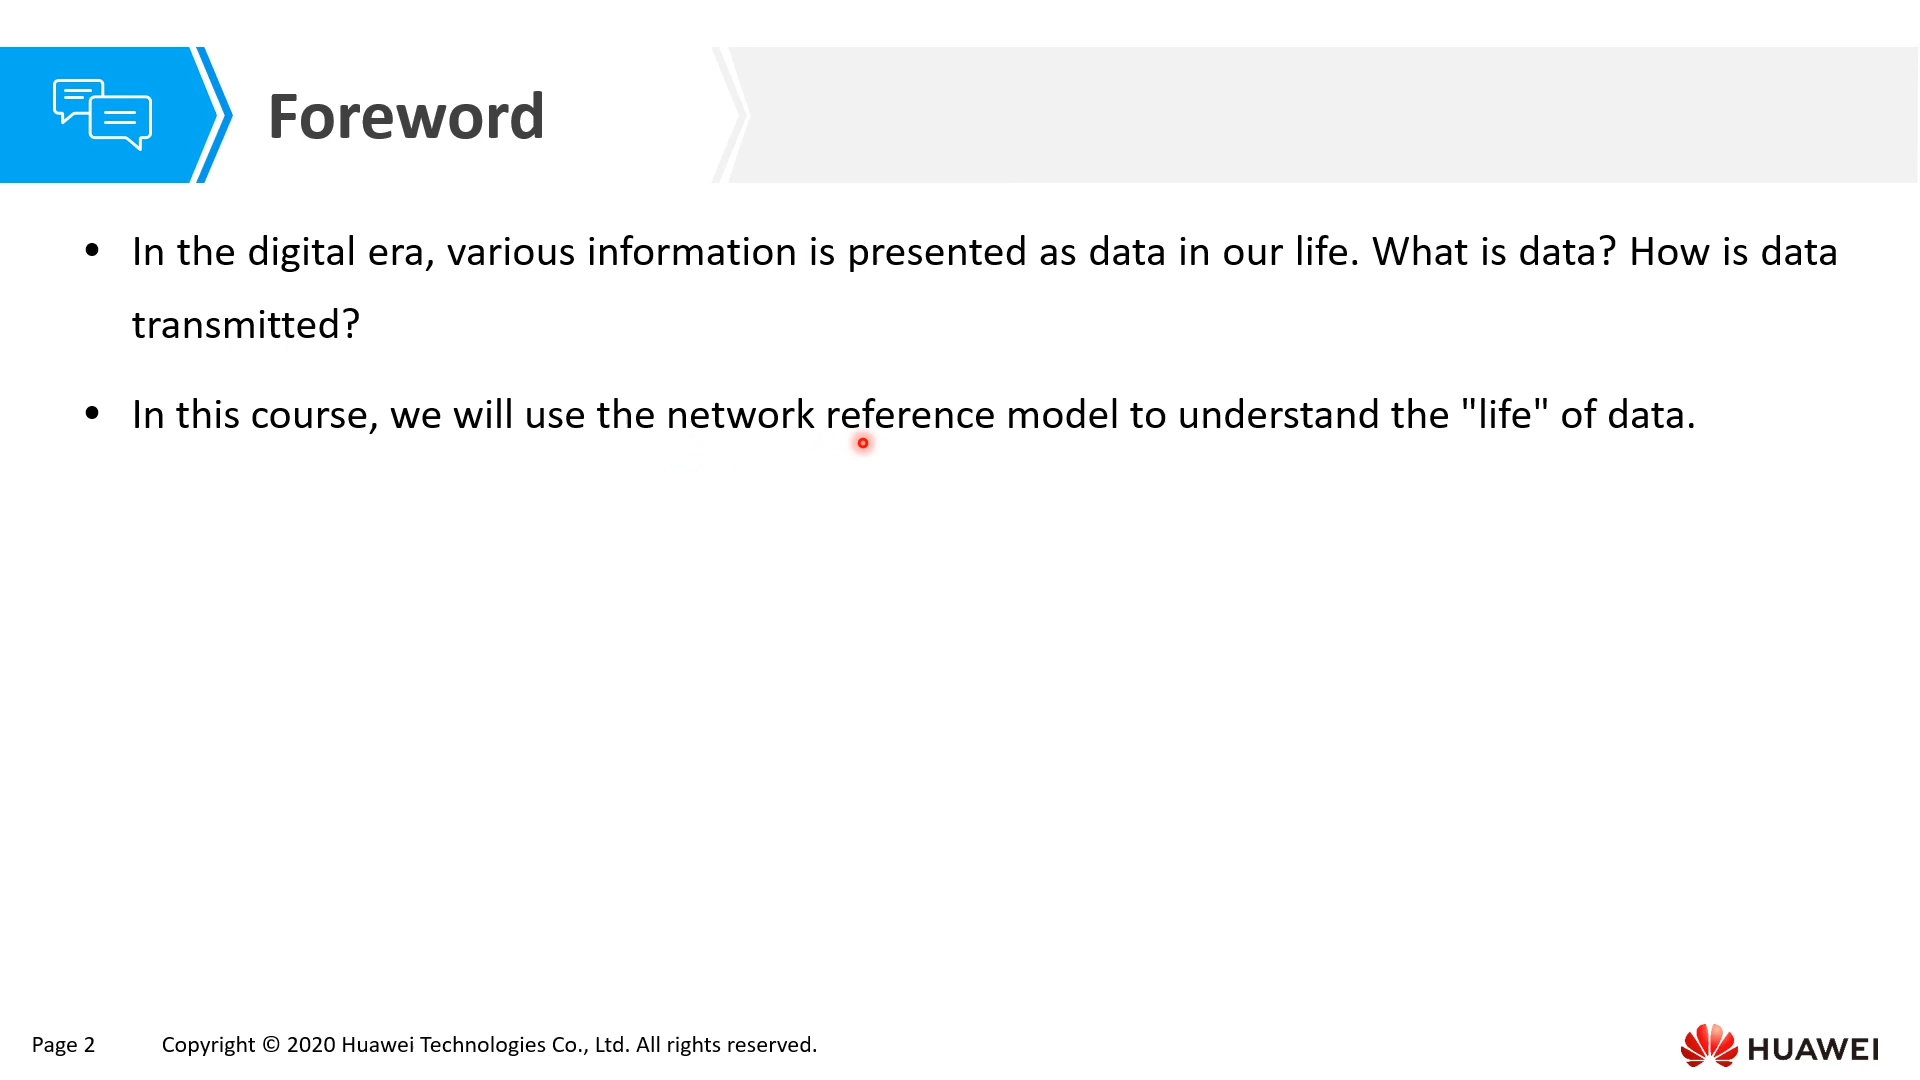 Foreword
• In the digital era, various information is presented as data in our life. What is data? How is data
transmitted?
• In this course, we will use the network reference model to understand the "life" of data.
Page 2 Copyright © 2020 Huawei Technologies Co., Ltd. All rights reserved.
HUAWEI